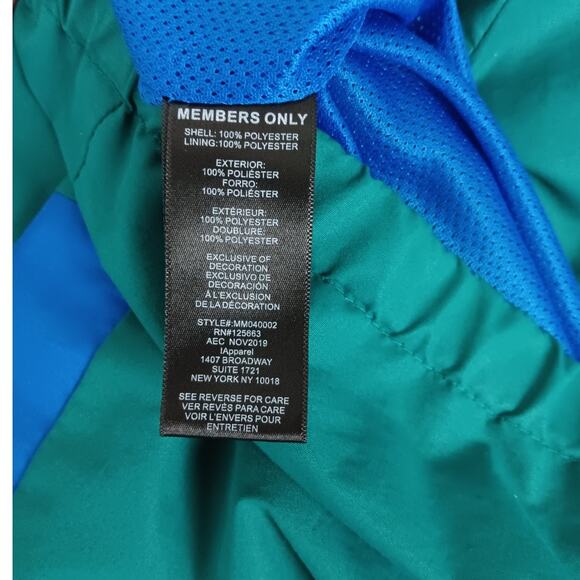 MEMBERS ONLY
SHELL: 100% POLYESTER
LINING:100% POLYESTER
EXTERIOR:
100% POLIÉSTER
FORRO:
100% POLIÉSTER
EXTÉRIEUR:
100% POLYESTER
DOUBLURE:
100% POLYESTER
EXCLUSIVE OF
DECORATION
EXCLUSIVO DE
DECORACIÓN
À L'EXCLUSION
DE LA DÉCORATION
STYLE#:MM040002
RN#125663
AEC NOV2019
IApparel
1407 BROADWAY
SUITE 1721
NEW YORK NY 10018
SEE REVERSE FOR CARE
VER REVÉS PARA CARE
VOIR L'ENVERS POUR
ENTRETIEN